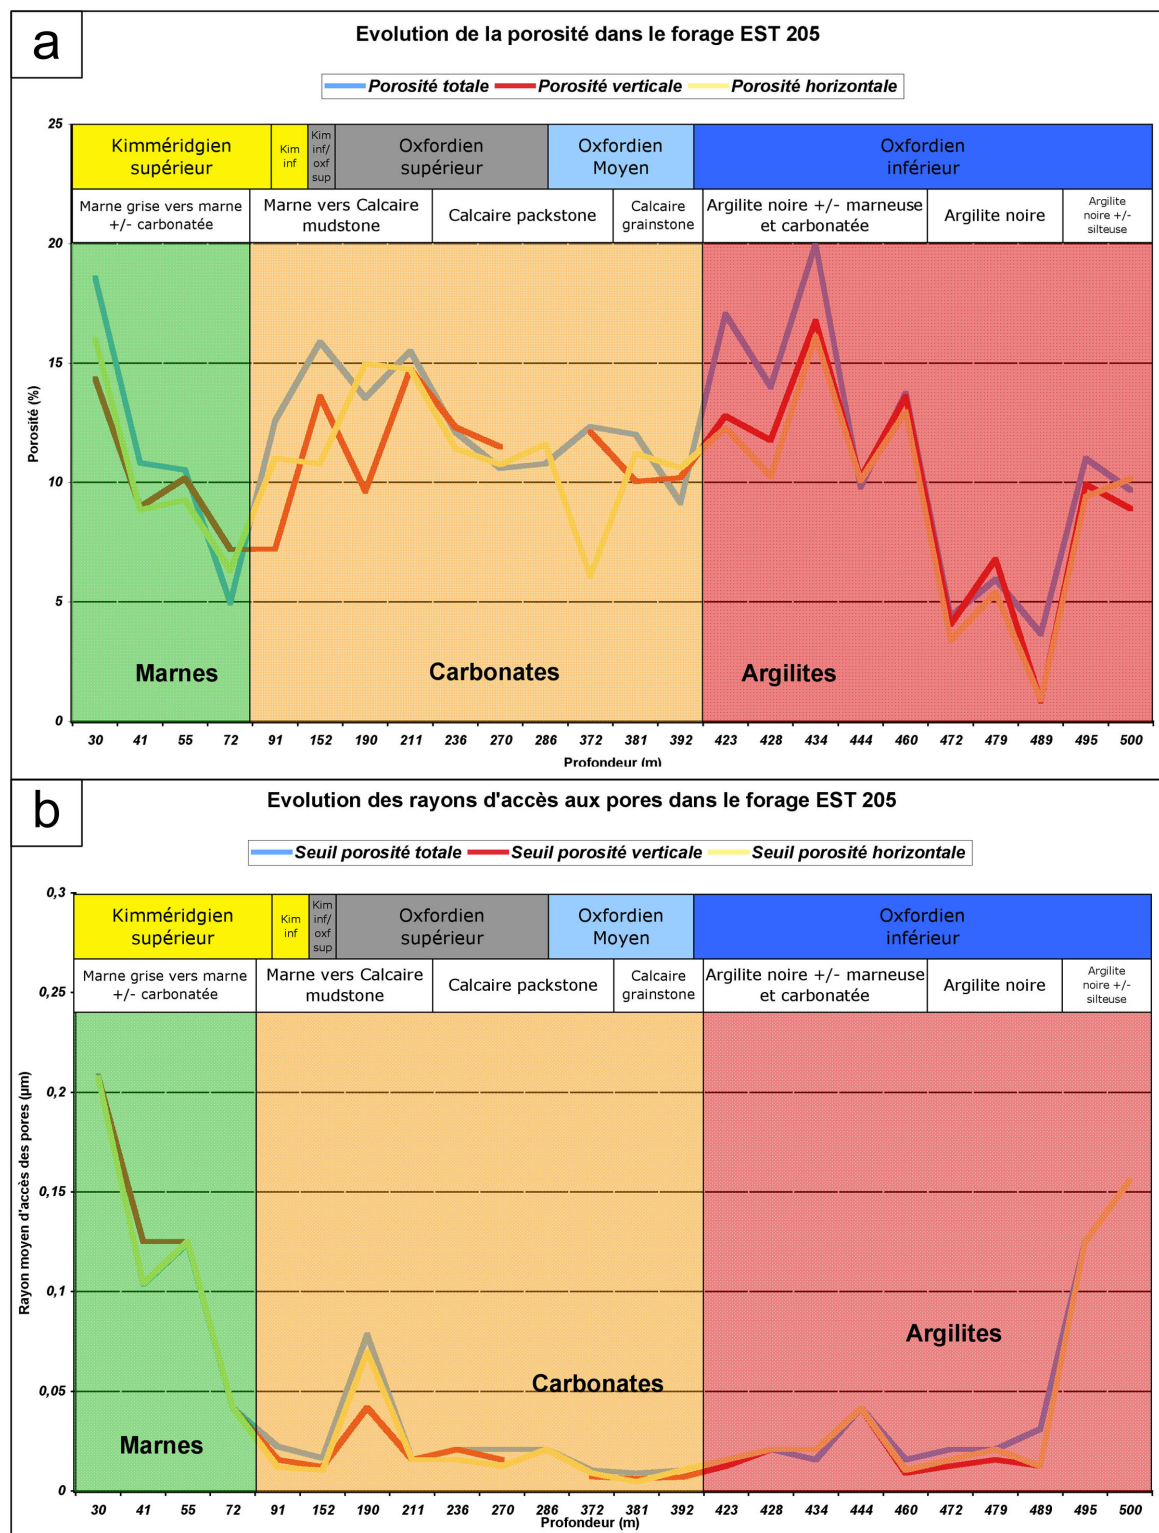 a
Evolution de la porosité dans le forage EST 205
Porosité totale Porosité verticale Porosité horizontale
25
Kimméridgien supérieur
Kim inf
Kim inf/ oxf sup
Oxfordien supérieur
Oxfordien Moyen
Oxfordien inférieur
Marne grise vers marne +/- carbonatée
Marne vers Calcaire mudstone
Calcaire packstone
Calcaire grainstone
Argilite noire +/- marneuse et carbonatée
Argilite noire
Argilite noire +/- silteuse
20
15
10
5
0
Porosité (%)
Marnes
Carbonates
Argilites
30 41 55 72 91 152 190 211 236 270 286 372 381 392 423 428 434 444 460 472 479 489 495 500
Profondeur (m)
b
Evolution des rayons d'accès aux pores dans le forage EST 205
Seuil porosité totale Seuil porosité verticale Seuil porosité horizontale
0,3
Kimméridgien supérieur
Kim inf
Kim inf/ oxf sup
Oxfordien supérieur
Oxfordien Moyen
Oxfordien inférieur
Marne grise vers marne +/- carbonatée
Marne vers Calcaire mudstone
Calcaire packstone
Calcaire grainstone
Argilite noire +/- marneuse et carbonatée
Argilite noire
Argilite noire +/- silteuse
0,25
0,2
0,15
0,1
0,05
0
Rayon moyen d'accès des pores (µm)
Argilites
Carbonates
Marnes
30 41 55 72 91 152 190 211 236 270 286 372 381 392 423 428 434 444 460 472 479 489 495 500
Profondeur (m)